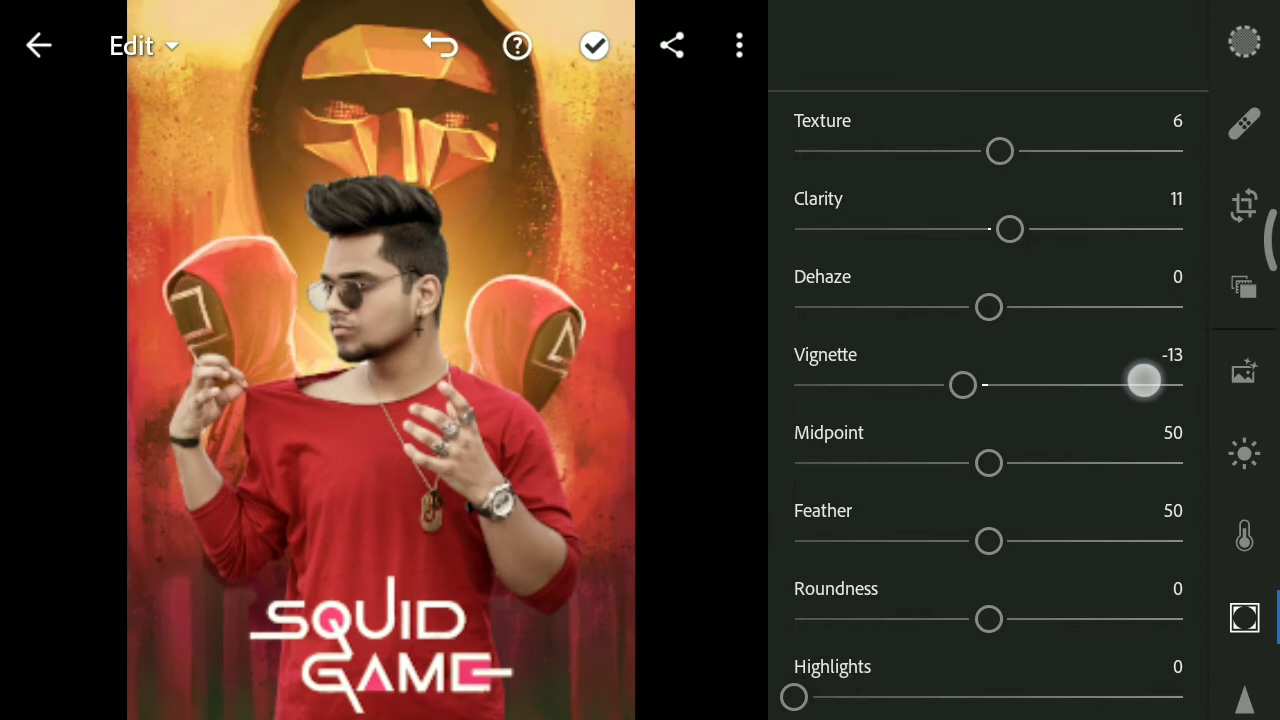 Edit
Texture 6
Clarity 11
Dehaze 0
Vignette -13
Midpoint 50
Feather 50
Roundness 0
Highlights 0
SQUID
GAME